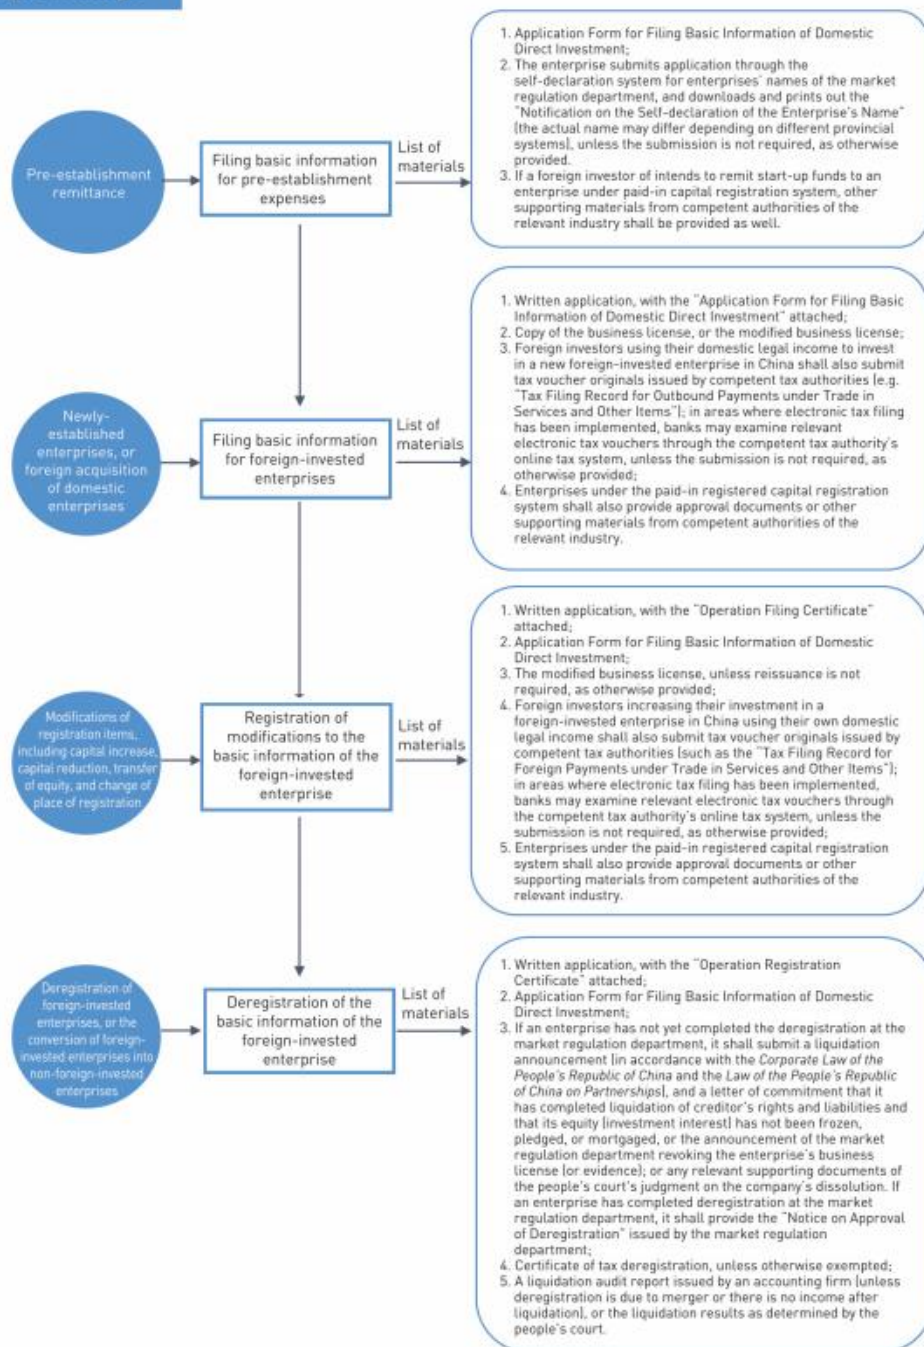 Pre-establishment
remittance
Filing basic information
for pre-establishment
expenses
List of
materials
1. Application Form for Filing Basic Information of Domestic
Direct Investment;
2. The enterprise submits application through the
self-declaration system for enterprises' names of the market
regulation department, and downloads and prints out the
"Notification on the Self-declaration of the Enterprise's Name"
(the actual name may differ depending on different provincial
systems), unless the submission is not required, as otherwise
provided.
3. If a foreign investor of intends to remit start-up funds to an
enterprise under paid-in capital registration system, other
supporting materials from competent authorities of the
relevant industry shall be provided as well.
Newly-
established
enterprises, or
foreign acquisition
of domestic
enterprises
Filing basic information
for foreign-invested
enterprises
List of
materials
1. Written application, with the "Application Form for Filing Basic
Information of Domestic Direct Investment" attached;
2. Copy of the business license, or the modified business license;
3. Foreign investors using their domestic legal income to invest
in a new foreign-invested enterprise in China shall also submit
tax voucher originals issued by competent tax authorities (e.g.
"Tax Filing Record for Outbound Payments under Trade in
Services and Other Items"); in areas where electronic tax filing
has been implemented, banks may examine relevant
electronic tax vouchers through the competent tax authority's
online tax system, unless the submission is not required, as
otherwise provided;
4. Enterprises under the paid-in registered capital registration
system shall also provide approval documents or other
supporting materials from competent authorities of the
relevant industry.
Modifications of
registration items,
including capital increase,
capital reduction, transfer
of equity, and change of
place of registration
Registration of
modifications to the
basic information of the
foreign-invested
enterprise
List of
materials
1. Written application, with the "Operation Filing Certificate"
attached;
2. Application Form for Filing Basic Information of Domestic
Direct Investment;
3. The modified business license, unless reissuance is not
required, as otherwise provided;
4. Foreign investors increasing their investment in a
foreign-invested enterprise in China using their own domestic
legal income shall also submit tax voucher originals issued by
competent tax authorities (such as the "Tax Filing Record for
Foreign Payments under Trade in Services and Other Items");
in areas where electronic tax filing has been implemented,
banks may examine relevant electronic tax vouchers through
the competent tax authority's online tax system, unless the
submission is not required, as otherwise provided;
5. Enterprises under the paid-in registered capital registration
system shall also provide approval documents or other
supporting materials from competent authorities of the
relevant industry.
Deregistration of
foreign-invested
enterprises, or the
conversion of foreign-
invested enterprises into
non-foreign-invested
enterprises
Deregistration of the
basic information of the
foreign-invested
enterprise
List of
materials
1. Written application, with the "Operation Registration
Certificate" attached;
2. Application Form for Filing Basic Information of Domestic
Direct Investment;
3. If an enterprise has not yet completed the deregistration at the
market regulation department, it shall submit a liquidation
announcement (in accordance with the Corporate Law of the
People's Republic of China and the Law of the People's Republic
of China on Partnerships), and a letter of commitment that it
has completed liquidation of creditor's rights and liabilities and
that its equity (investment interest) has not been frozen,
pledged, or mortgaged, or the announcement of the market
regulation department revoking the enterprise's business
license (or evidence); or any relevant supporting documents of
the people's court's judgment on the company's dissolution. If
an enterprise has completed deregistration at the market
regulation department, it shall provide the "Notice on Approval
of Deregistration" issued by the market regulation
department;
4. Certificate of tax deregistration, unless otherwise exempted;
5. A liquidation audit report issued by an accounting firm (unless
deregistration is due to merger or there is no income after
liquidation), or the liquidation results as determined by the
people's court.